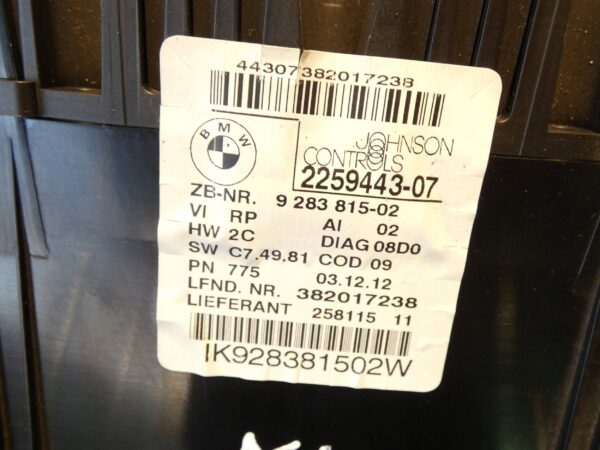 44307382017238
BMW
JOHNSON
CONTROLS
2259443-07
ZB-NR. 9 283 815-02
VI RP AI 02
HW 2C DIAG 08D0
SW C7.49.81 COD 09
PN 775 03.12.12
LFND. NR. 382017238
LIEFERANT 258115 11
IK928381502W